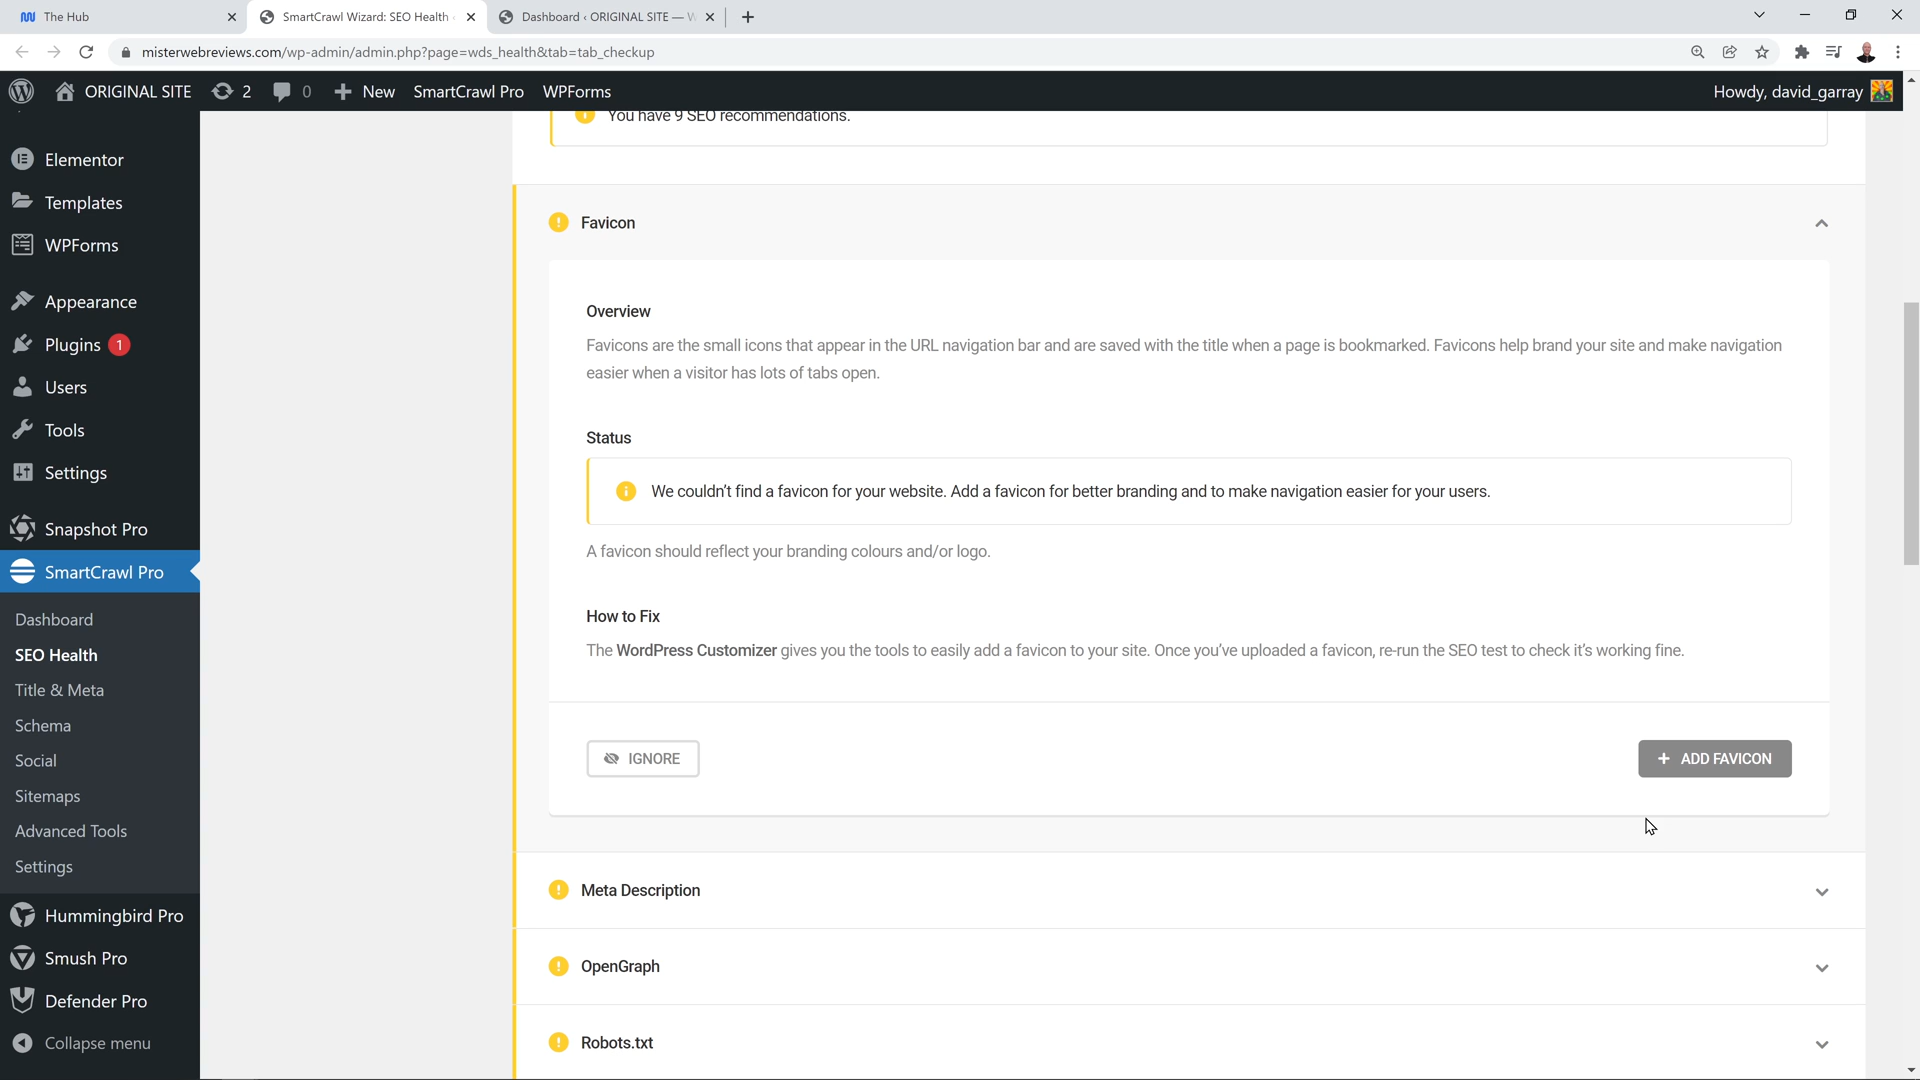 The Hub
SmartCrawl Wizard: SEO Health
Dashboard ‹ ORIGINAL SITE — W
misterwebreviews.com/wp-admin/admin.php?page=wds_health&tab=tab_checkup
ORIGINAL SITE
2
0
New
SmartCrawl Pro
WPForms
Howdy, david_garray
You have 9 SEO recommendations.
Elementor
Templates
WPForms
Appearance
Plugins 1
Users
Tools
Settings
Snapshot Pro
SmartCrawl Pro
Dashboard
SEO Health
Title & Meta
Schema
Social
Sitemaps
Advanced Tools
Settings
Hummingbird Pro
Smush Pro
Defender Pro
Collapse menu
Favicon
Overview
Favicons are the small icons that appear in the URL navigation bar and are saved with the title when a page is bookmarked. Favicons help brand your site and make navigation
easier when a visitor has lots of tabs open.
Status
We couldn't find a favicon for your website. Add a favicon for better branding and to make navigation easier for your users.
A favicon should reflect your branding colours and/or logo.
How to Fix
The WordPress Customizer gives you the tools to easily add a favicon to your site. Once you've uploaded a favicon, re-run the SEO test to check it's working fine.
IGNORE
+ ADD FAVICON
Meta Description
OpenGraph
Robots.txt